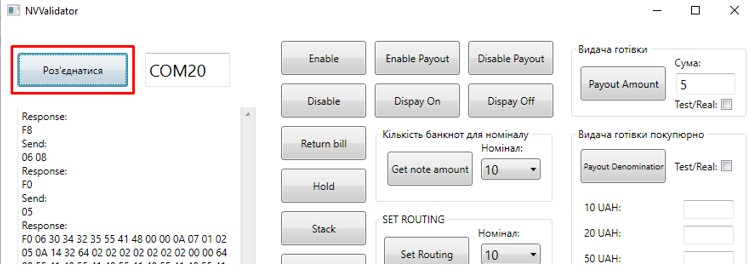 NVValidator
Роз'єднатися
COM20
Response:
F8
Send:
06 08
Response:
F0
Send:
05
Response:
F0 06 30 34 32 35 55 41 48 00 00 0A 07 01 02
05 0A 14 32 64 02 02 02 02 02 02 00 00 64
Enable
Enable Payout
Disable Payout
Disable
Dispay On
Dispay Off
Return bill
Hold
Stack
Кількість банкнот для номіналу
Get note amount
Номінал:
10
SET ROUTING
Set Routing
Номінал:
10
Видача готівки
Payout Amount
Сума:
5
Test/Real:
Видача готівки покупюрно
Payout Denomination
Test/Real:
10 UAH:
20 UAH:
50 UAH: